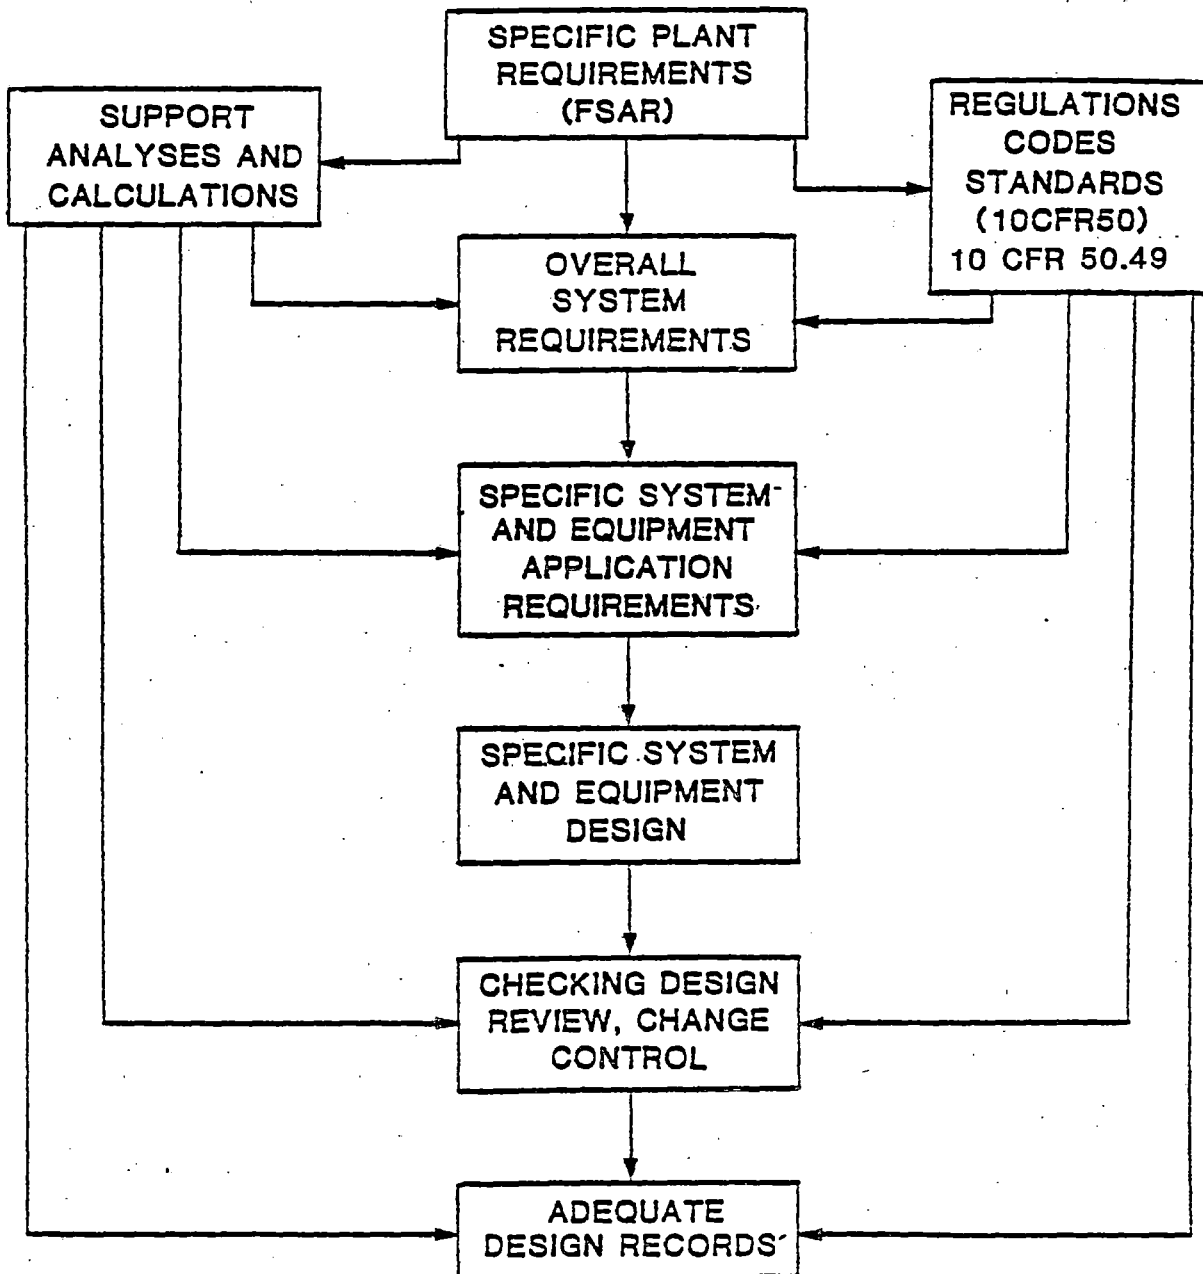 SPECIFIC PLANT
REQUIREMENTS
(FSAR)
SUPPORT
ANALYSES AND
CALCULATIONS
REGULATIONS
CODES
STANDARDS
(10CFR50)
10 CFR 50.49
OVERALL
SYSTEM
REQUIREMENTS
SPECIFIC SYSTEM
AND EQUIPMENT
APPLICATION
REQUIREMENTS
SPECIFIC SYSTEM
AND EQUIPMENT
DESIGN
CHECKING DESIGN
REVIEW, CHANGE
CONTROL
ADEQUATE
DESIGN RECORDS